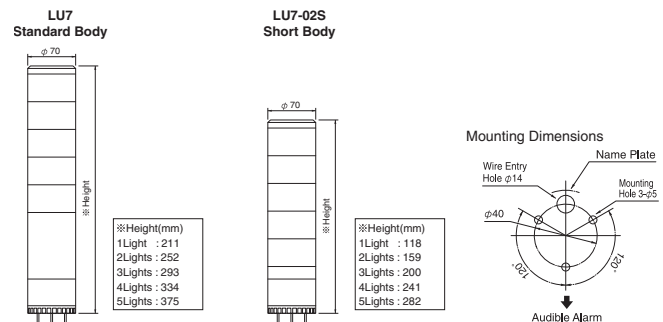 LU7
Standard Body
φ 70
※Height
※Height(mm)
1Light : 211
2Lights : 252
3Lights : 293
4Lights : 334
5Lights : 375
LU7-02S
Short Body
φ 70
※Height
※Height(mm)
1Light : 118
2Lights : 159
3Lights : 200
4Lights : 241
5Lights : 282
Mounting Dimensions
Name Plate
Wire Entry
Hole φ14
Mounting
Hole 3-φ5
φ40
120°
120°
Audible Alarm